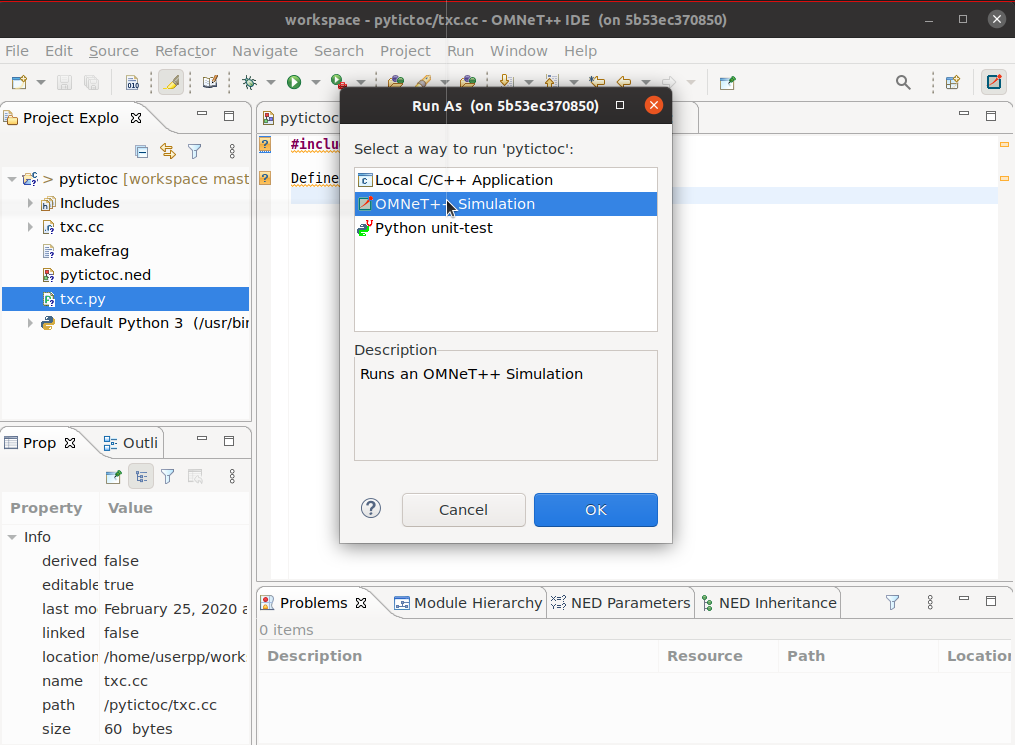 workspace - pytictoc/txc.cc - OMNeT++ IDE (on 5b53ec370850)
File Edit Source Refactor Navigate Search Project Run Window Help
010
Project Explo
> pytictoc [workspace mast
Includes
txc.cc
makefrag
pytictoc.ned
txc.py
Default Python 3 (/usr/bin
pytictoc
#inclu
Define
Run As (on 5b53ec370850)
Select a way to run 'pytictoc':
Local C/C++ Application
OMNeT++ Simulation
Python unit-test
Description
Runs an OMNeT++ Simulation
?
Cancel
OK
Prop Outli
Property Value
Info
derived false
editable true
last mo February 25, 2020 a
linked false
location /home/userpp/work
name txc.cc
path /pytictoc/txc.cc
size 60 bytes
Problems Module Hierarchy NED Parameters NED Inheritance
0 items
Description Resource Path Location